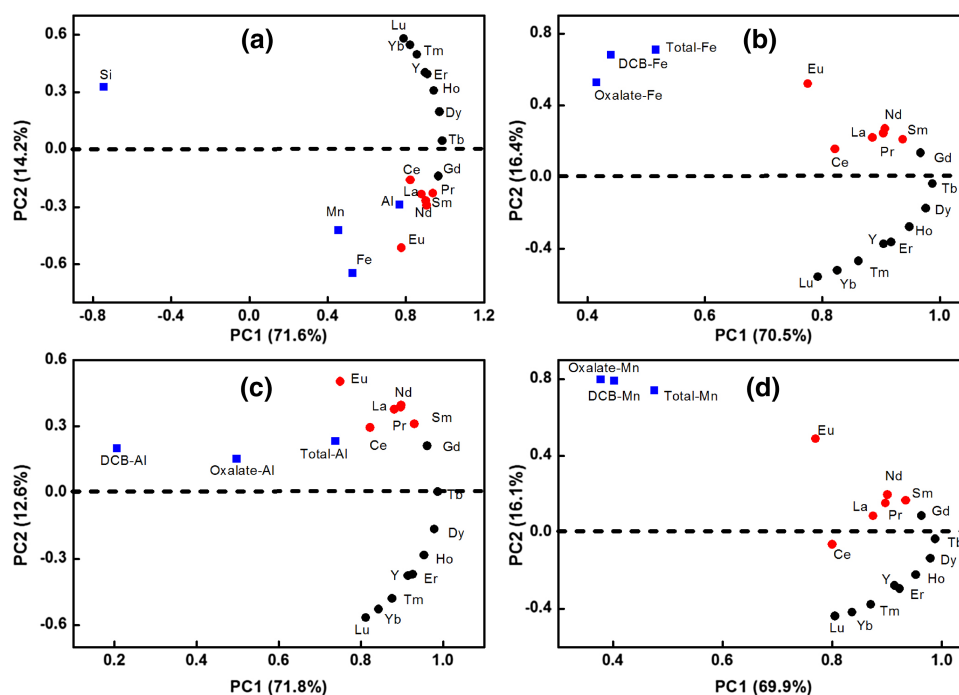 (a)
0.6
0.3
0.0
-0.3
-0.6
PC2 (14.2%)
Si
Lu
Yb
Tm
Y
Er
Ho
Dy
Tb
Gd
Ce
La
Pr
Sm
Nd
Al
Mn
Eu
Fe
-0.8 -0.4 0.0 0.4 0.8 1.2
PC1 (71.6%)
(b)
0.8
0.4
0.0
-0.4
PC2 (16.4%)
Total-Fe
DCB-Fe
Oxalate-Fe
Eu
Nd
La
Sm
Pr
Ce
Gd
Tb
Dy
Ho
Y
Er
Tm
Lu
Yb
0.4 0.6 0.8 1.0
PC1 (70.5%)
(c)
0.6
0.3
0.0
-0.3
-0.6
PC2 (12.6%)
Eu
Nd
La
Pr
Sm
Total-Al
Ce
Gd
DCB-Al
Oxalate-Al
Tb
Dy
Ho
Y
Er
Tm
Yb
Lu
0.2 0.4 0.6 0.8 1.0
PC1 (71.8%)
(d)
0.8
0.4
0.0
-0.4
PC2 (16.1%)
Oxalate-Mn
DCB-Mn
Total-Mn
Eu
Nd
Sm
La
Pr
Gd
Ce
Tb
Dy
Ho
Y
Er
Tm
Yb
Lu
0.4 0.6 0.8 1.0
PC1 (69.9%)